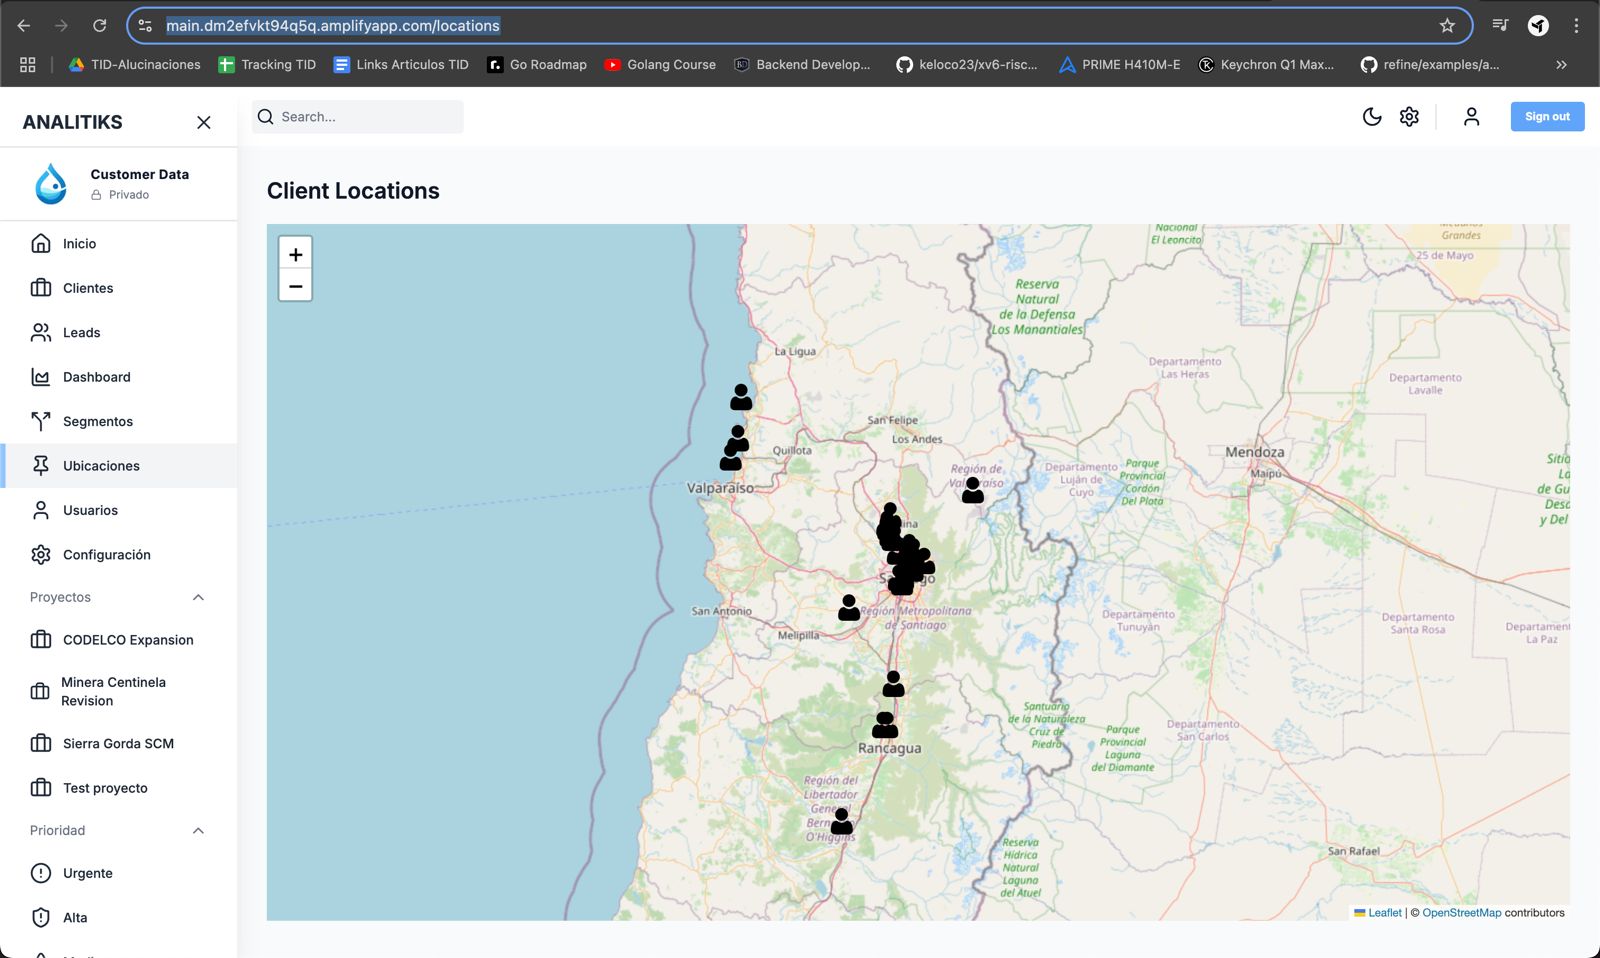 main.dm2efvkt94q5q.amplifyapp.com/locations
TID-Alucinaciones
Tracking TID
Links Articulos TID
Go Roadmap
Golang Course
Backend Develop...
keloco23/xv6-risc...
PRIME H410M-E
Keychron Q1 Max...
refine/examples/a...
ANALITIKS
Search...
Sign out
Customer Data
Privado
Inicio
Clientes
Leads
Dashboard
Segmentos
Ubicaciones
Usuarios
Configuración
Proyectos
CODELCO Expansion
Minera Centinela
Revision
Sierra Gorda SCM
Test proyecto
Prioridad
Urgente
Alta
Client Locations
+
−
Nacional
El Leoncito
Grandes
25 de Mayo
Reserva
Natural
de la Defensa
Los Manantiales
La Ligua
Departamento
Las Heras
Departamento
Lavalle
San Felipe
Los Andes
Quillota
Valparaíso
Región de
Departamento
Luján de
Cuyo
Parque
Provincial
Cordón
del Plata
Mendoza
Maipú
Sitio
de Gu
Des
y Del
San Antonio
Melipilla
Región Metropolitana
de Santiago
Departamento
Tunuyán
Departamento
Santa Rosa
Departamen
La Paz
Santuario
de la Naturaleza
Cruz de
Piedra
Parque
Provincial
Laguna
del Diamante
Departamento
San Carlos
Rancagua
Región del
Libertador
O'Higgins
Reserva
Hídrica
Natural
Laguna
del Atuel
San Rafael
Leaflet | © OpenStreetMap contributors